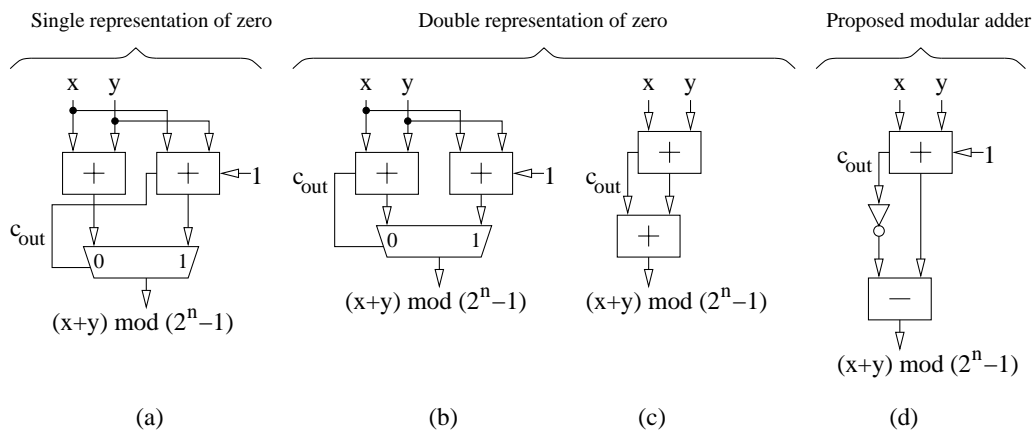 Single representation of zero
Double representation of zero
Proposed modular adder
x y
x y
x y
x y
+ + 1
+ + 1
+
+ 1
c_out
c_out
c_out
c_out
0 1
0 1
+
−
(x+y) mod (2^n−1)
(x+y) mod (2^n−1)
(x+y) mod (2^n−1)
(x+y) mod (2^n−1)
(a)
(b)
(c)
(d)